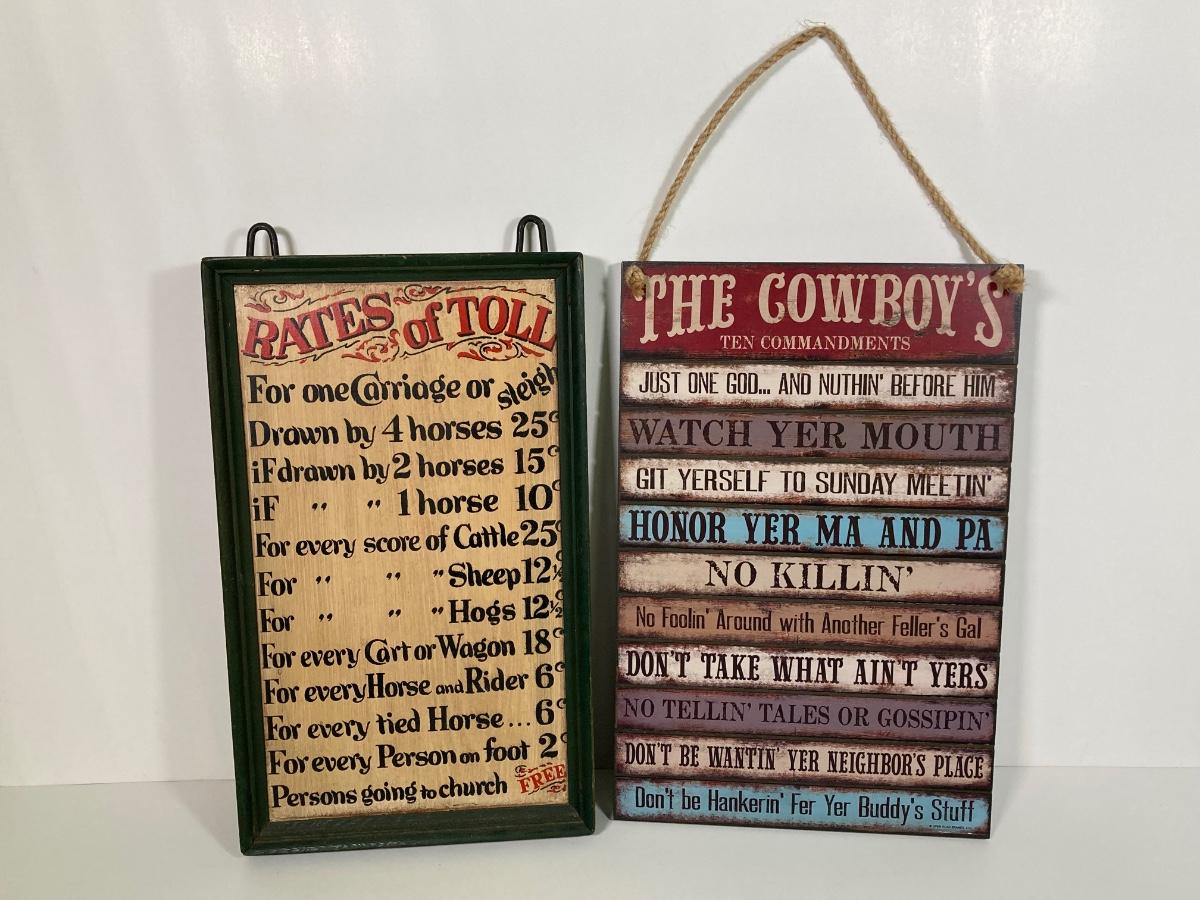 RATES of TOLL
For one Carriage or sleigh
Drawn by 4 horses 25c
iF drawn by 2 horses 15c
iF " " 1 horse 10c
For every score of Cattle 25c
For " " " Sheep 12½
For " " " Hogs 12½
For every Cart or Wagon 18c
For every Horse and Rider 6c
For every tied Horse... 6c
For every Person on foot 2c
Persons going to church FREE
THE COWBOY'S
TEN COMMANDMENTS
JUST ONE GOD... AND NUTHIN' BEFORE HIM
WATCH YER MOUTH
GIT YERSELF TO SUNDAY MEETIN'
HONOR YER MA AND PA
NO KILLIN'
No Foolin' Around with Another Feller's Gal
DON'T TAKE WHAT AIN'T YERS
NO TELLIN' TALES OR GOSSIPIN'
DON'T BE WANTIN' YER NEIGHBOR'S PLACE
Don't be Hankerin' Fer Yer Buddy's Stuff